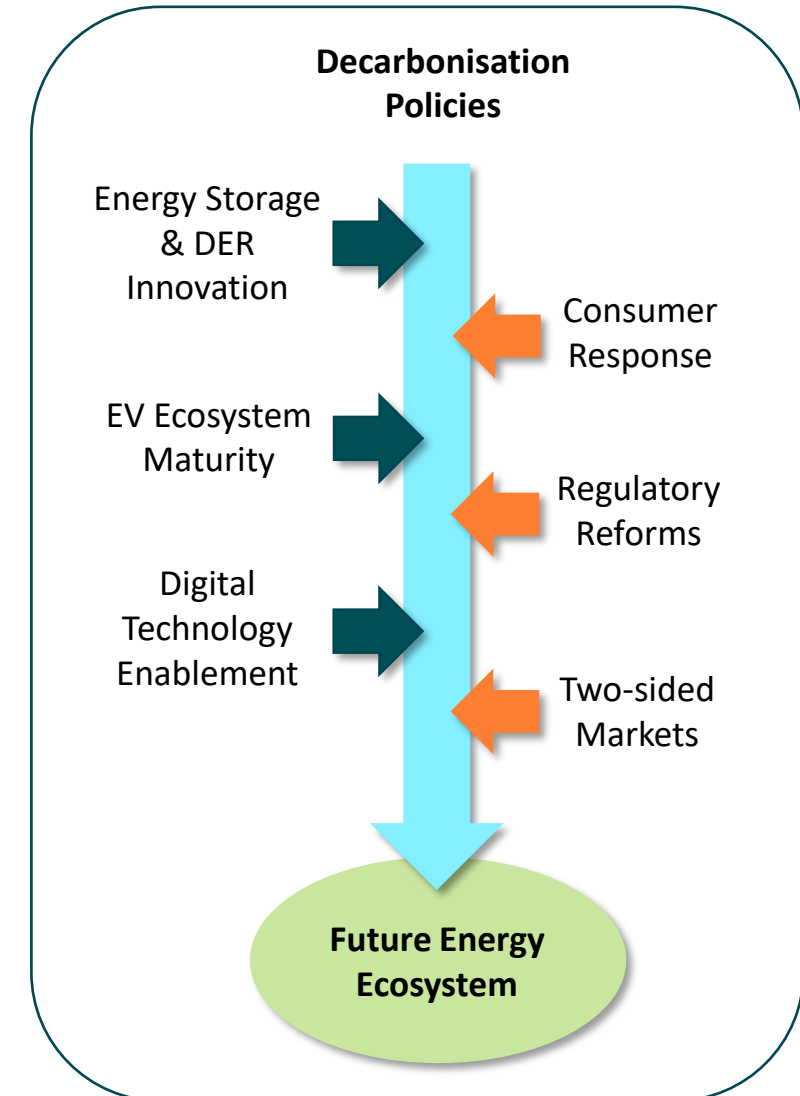 Decarbonisation
Policies
Energy Storage
& DER
Innovation
Consumer
Response
EV Ecosystem
Maturity
Regulatory
Reforms
Digital
Technology
Enablement
Two-sided
Markets
Future Energy
Ecosystem